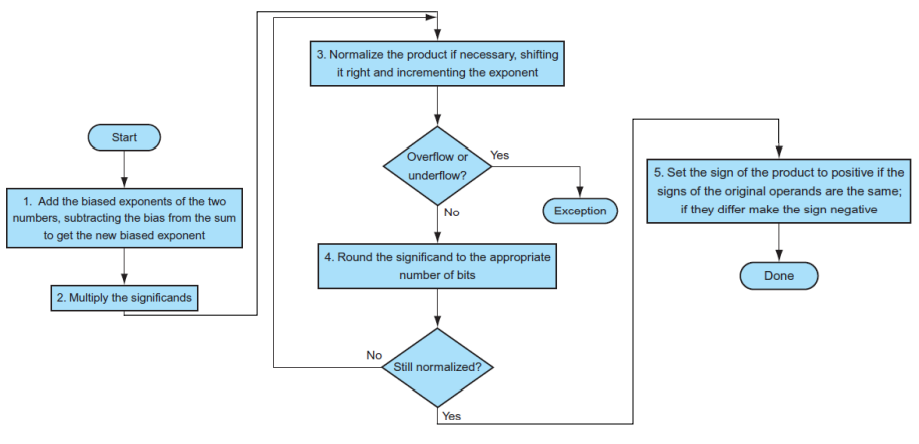 Start
1. Add the biased exponents of the two
numbers, subtracting the bias from the sum
to get the new biased exponent
2. Multiply the significands
3. Normalize the product if necessary, shifting
it right and incrementing the exponent
Overflow or
underflow?
Yes
Exception
No
4. Round the significand to the appropriate
number of bits
Still normalized?
No
Yes
5. Set the sign of the product to positive if the
signs of the original operands are the same;
if they differ make the sign negative
Done